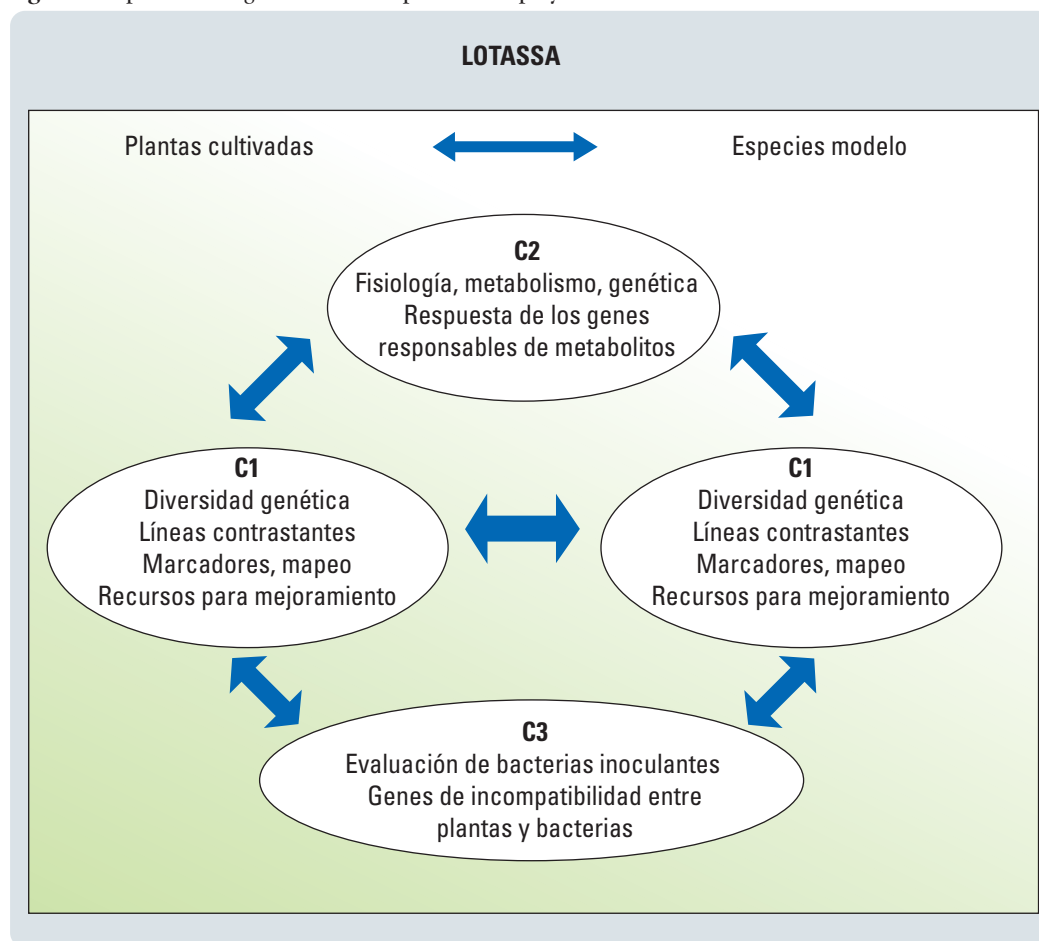 LOTASSA
Plantas cultivadas
Especies modelo
C2
Fisiología, metabolismo, genética
Respuesta de los genes
responsables de metabolitos
C1
Diversidad genética
Líneas contrastantes
Marcadores, mapeo
Recursos para mejoramiento
C1
Diversidad genética
Líneas contrastantes
Marcadores, mapeo
Recursos para mejoramiento
C3
Evaluación de bacterias inoculantes
Genes de incompatibilidad entre
plantas y bacterias